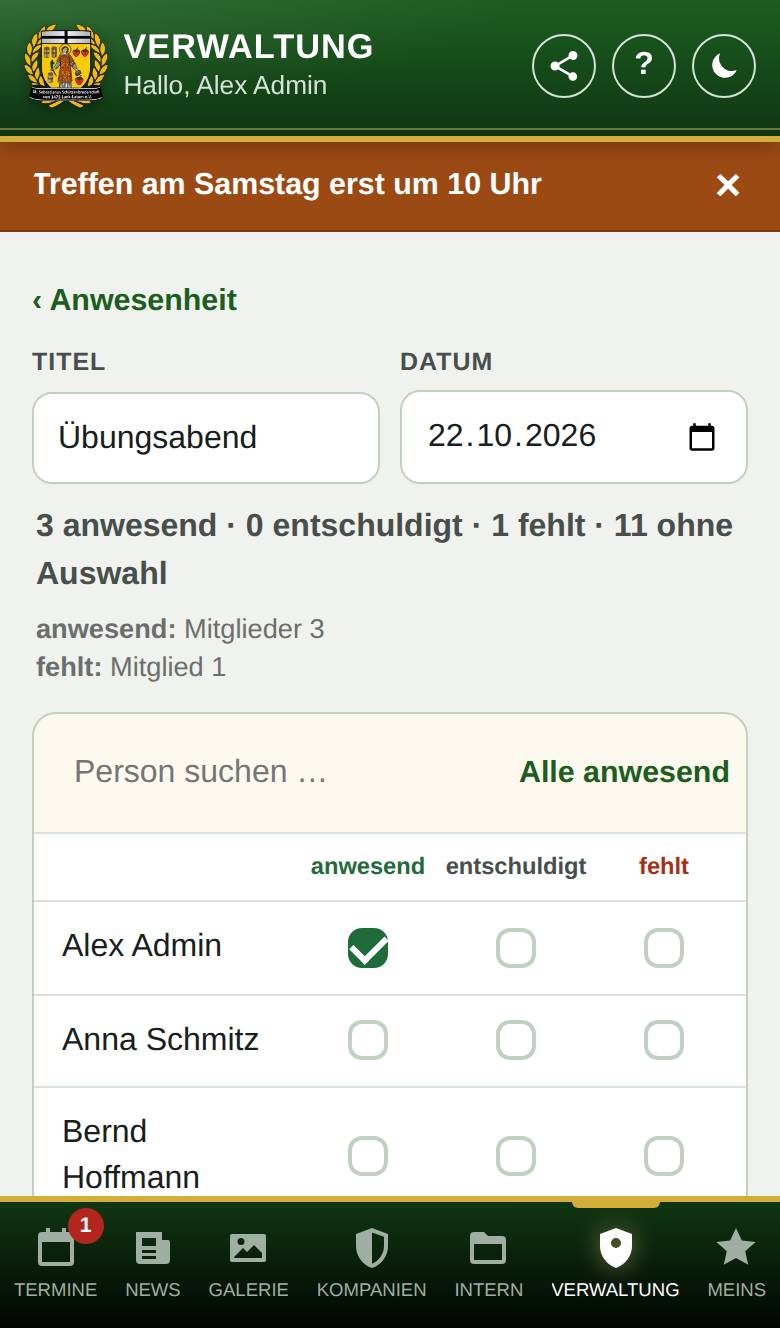 VERWALTUNG
Hallo, Alex Admin
?
Treffen am Samstag erst um 10 Uhr
×
‹ Anwesenheit
TITEL
DATUM
Übungsabend
22.10.2026
3 anwesend · 0 entschuldigt · 1 fehlt · 11 ohne
Auswahl
anwesend: Mitglieder 3
fehlt: Mitglied 1
Person suchen …
Alle anwesend
anwesend entschuldigt fehlt
Alex Admin
Anna Schmitz
Bernd
Hoffmann
1
TERMINE NEWS GALERIE KOMPANIEN INTERN VERWALTUNG MEINS